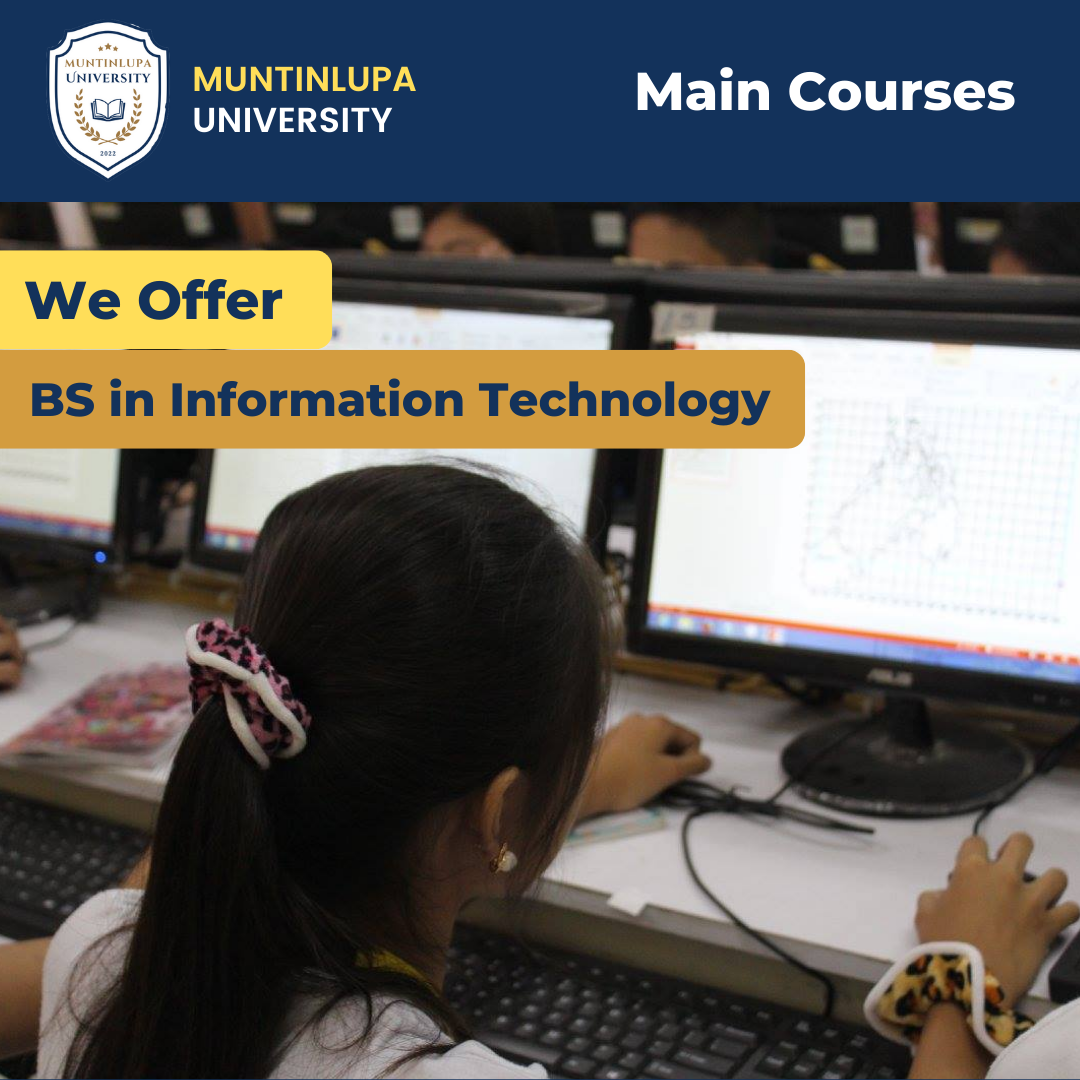 MUNTINLUPA
UNIVERSITY
2022
MUNTINLUPA
UNIVERSITY
Main Courses
We Offer
BS in Information Technology
ASUS